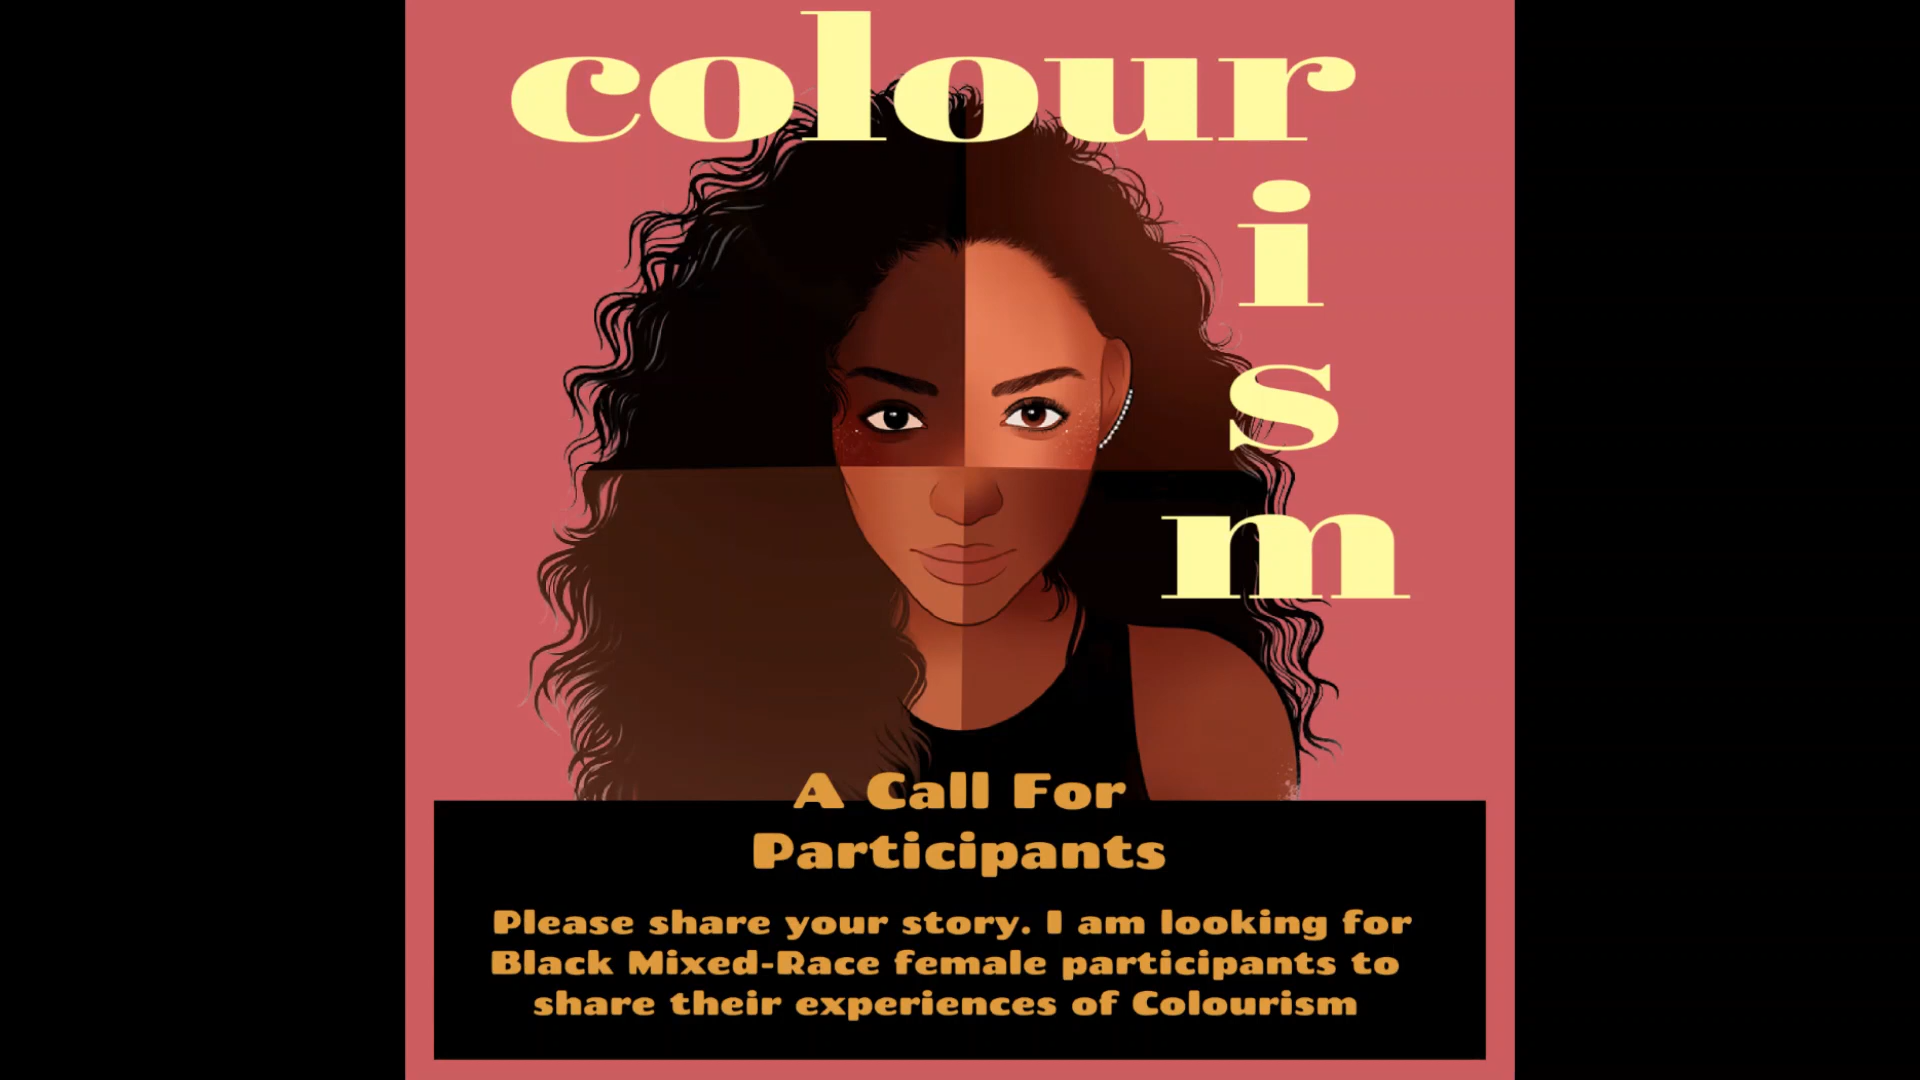 colour
i
s
m
A Call For
Participants
Please share your story. I am looking for
Black Mixed-Race female participants to
share their experiences of Colourism